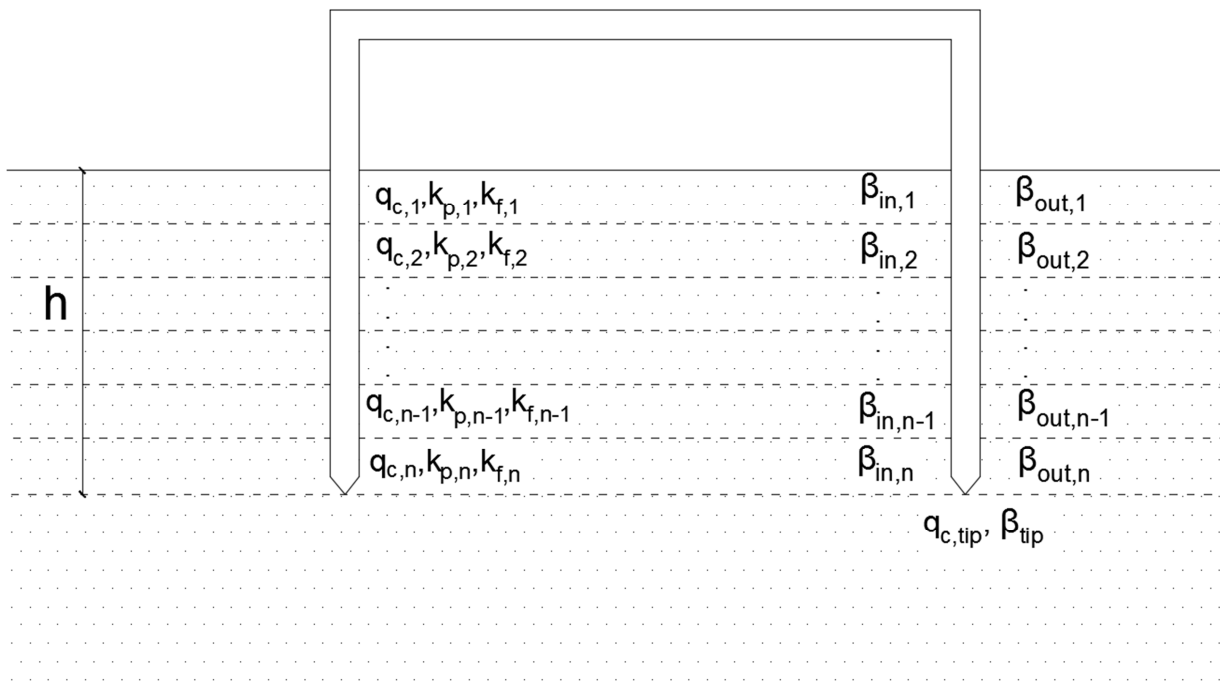 q_c,1,k_p,1,k_f,1 β_in,1 β_out,1
q_c,2,k_p,2,k_f,2 β_in,2 β_out,2
h
q_c,n-1,k_p,n-1,k_f,n-1 β_in,n-1 β_out,n-1
q_c,n,k_p,n,k_f,n β_in,n β_out,n
q_c,tip, β_tip